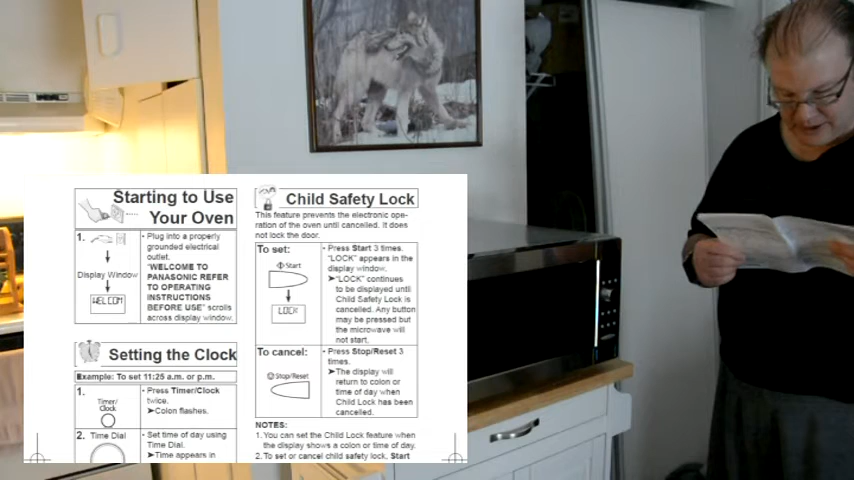 Starting to Use
Your Oven
1.
• Plug into a properly
grounded electrical
outlet.
"WELCOME TO
PANASONIC REFER
TO OPERATING
INSTRUCTIONS
BEFORE USE" scrolls
across display window.
Display Window
WELCOM
Setting the Clock
Example: To set 11:25 a.m. or p.m.
1.
Timer/
Clock
• Press Timer/Clock
twice.
➤Colon flashes.
2. Time Dial
• Set time of day using
Time Dial.
➤Time appears in
Child Safety Lock
This feature prevents the electronic ope-
ration of the oven until cancelled. It does
not lock the door.
To set:
Start
LOCK
• Press Start 3 times.
"LOCK" appears in the
display window.
➤"LOCK" continues
to be displayed until
Child Safety Lock is
cancelled. Any button
may be pressed but
the microwave will
not start.
To cancel:
Stop/Reset
• Press Stop/Reset 3
times.
➤The display will
return to colon or
time of day when
Child Lock has been
cancelled.
NOTES:
1. You can set the Child Lock feature when
the display shows a colon or time of day.
2. To set or cancel child safety lock, Start